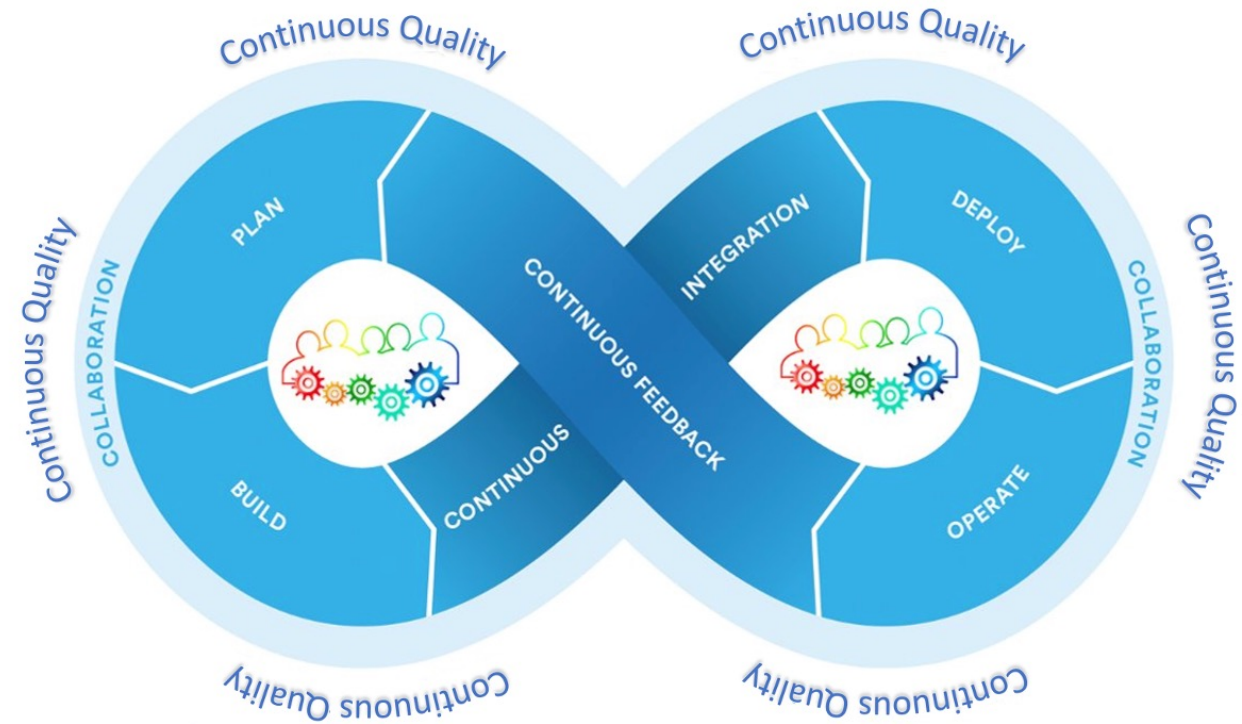 Continuous Quality
Continuous Quality
Continuous Quality
COLLABORATION
PLAN
BUILD
CONTINUOUS
INTEGRATION
CONTINUOUS FEEDBACK
DEPLOY
OPERATE
COLLABORATION
Continuous Quality
Continuous Quality
Continuous Quality